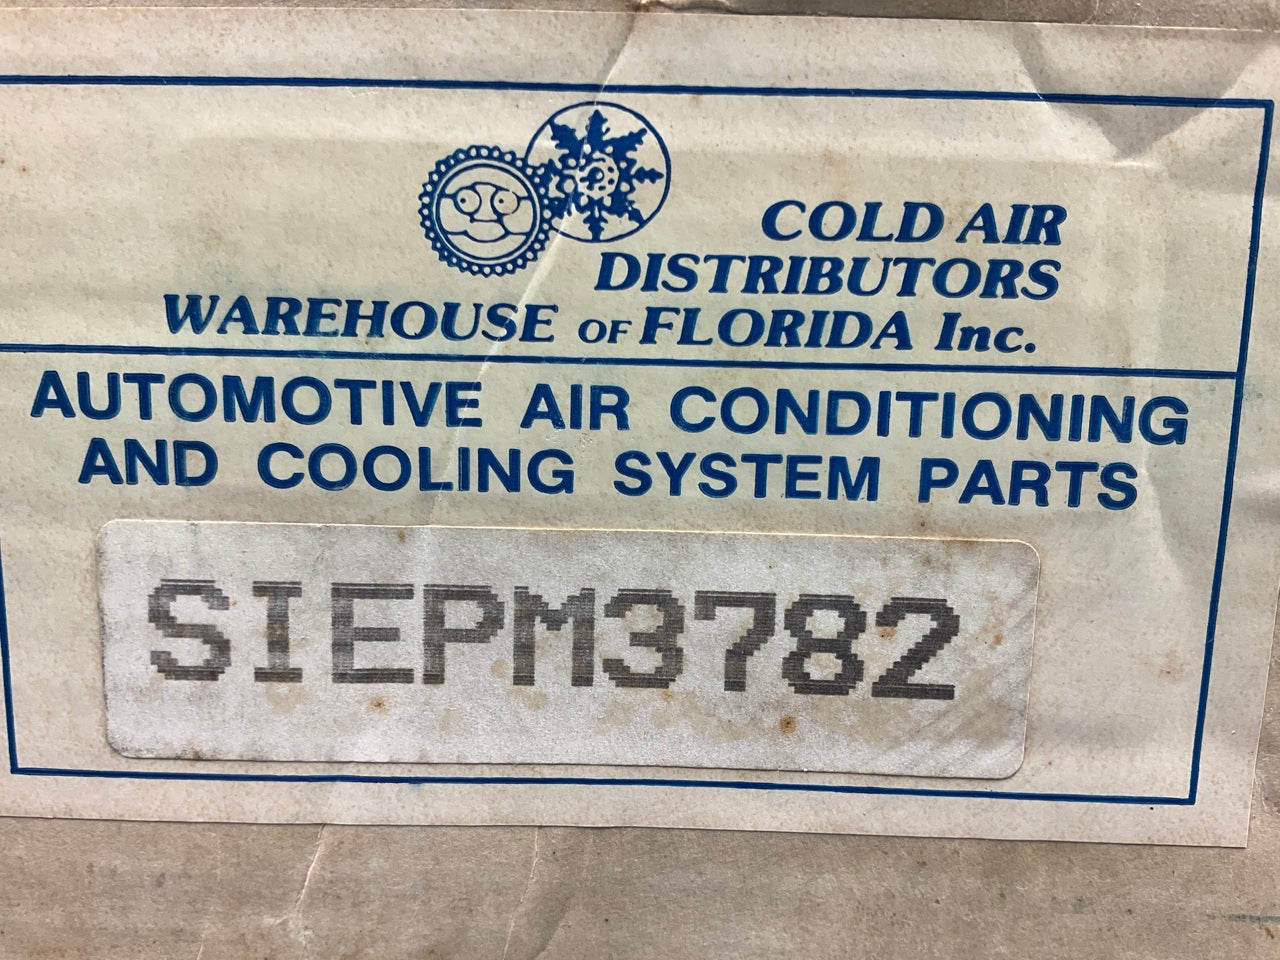 COLD AIR
DISTRIBUTORS
WAREHOUSE OF FLORIDA Inc.
AUTOMOTIVE AIR CONDITIONING
AND COOLING SYSTEM PARTS
SIEPM3782